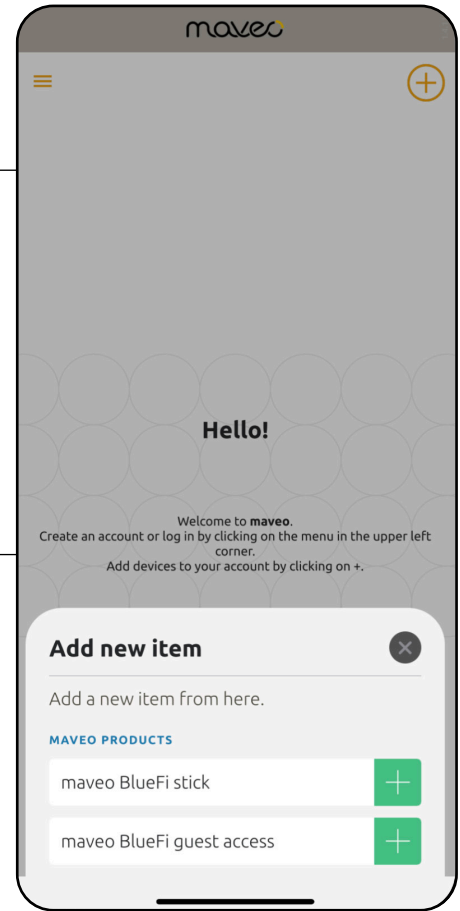 maveo
Hello!
Welcome to maveo.
Create an account or log in by clicking on the menu in the upper left
corner.
Add devices to your account by clicking on +.
Add new item
Add a new item from here.
MAVEO PRODUCTS
maveo BlueFi stick
maveo BlueFi guest access